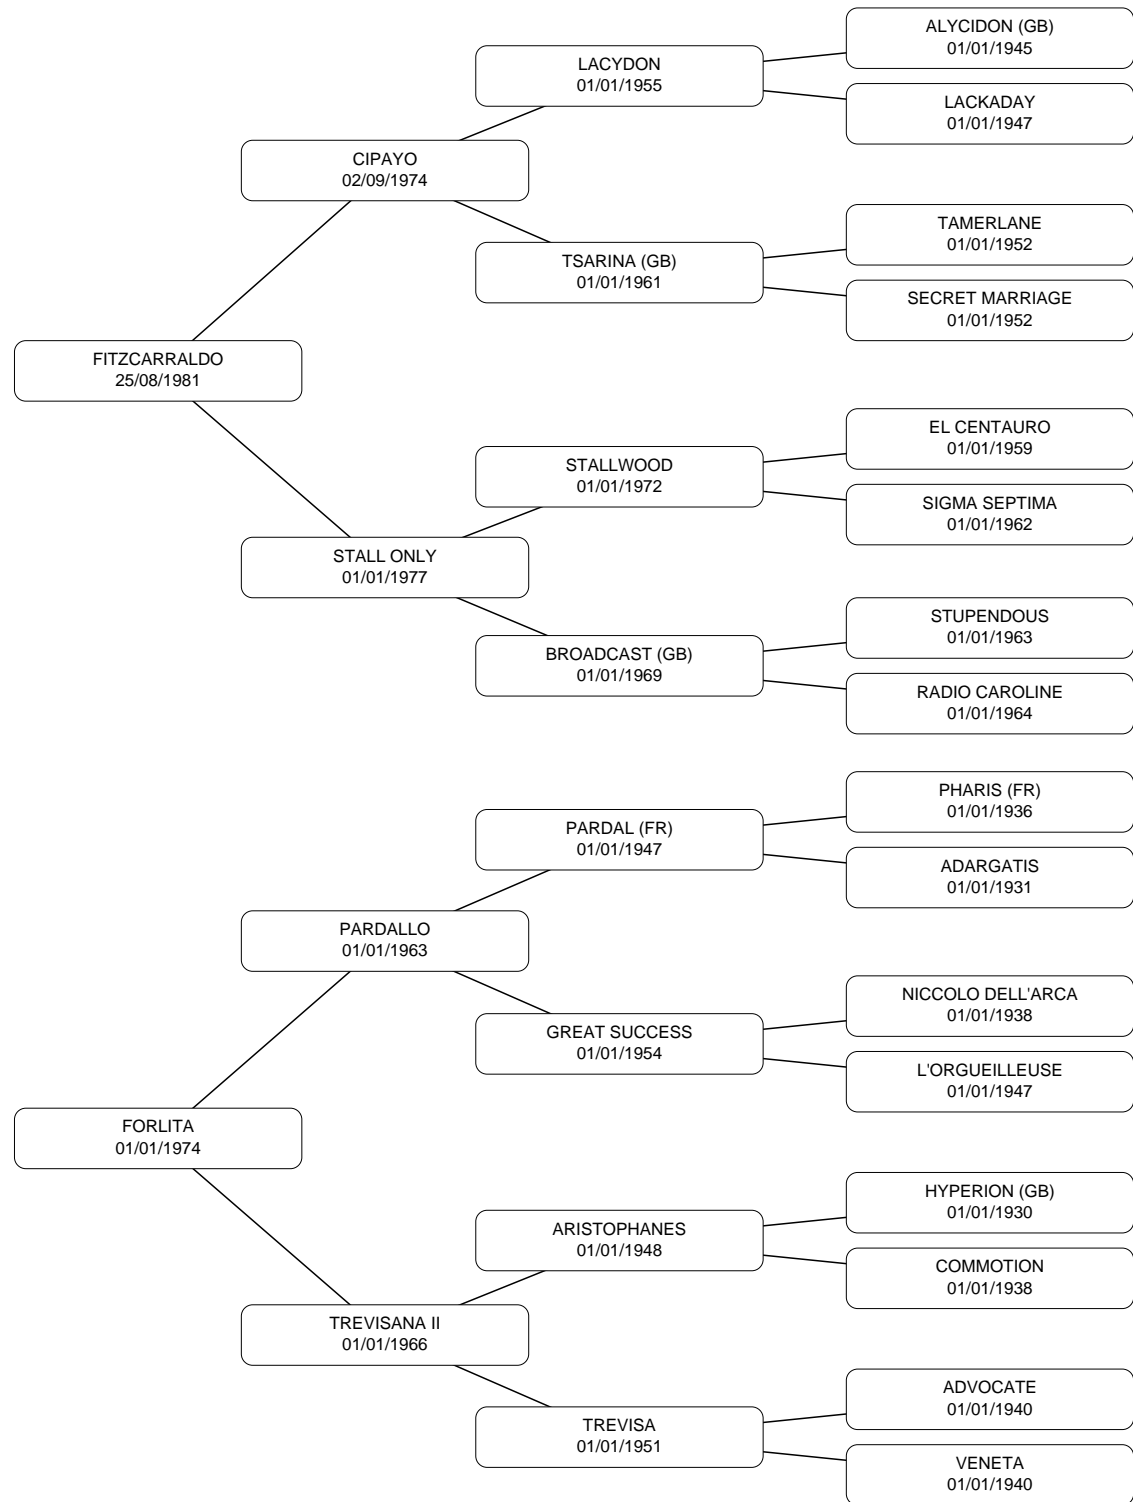 ALYCIDON (GB)
01/01/1945
LACYDON
01/01/1955
LACKADAY
01/01/1947
CIPAYO
02/09/1974
TAMERLANE
01/01/1952
TSARINA (GB)
01/01/1961
SECRET MARRIAGE
01/01/1952
FITZCARRALDO
25/08/1981
EL CENTAURO
01/01/1959
STALLWOOD
01/01/1972
SIGMA SEPTIMA
01/01/1962
STALL ONLY
01/01/1977
STUPENDOUS
01/01/1963
BROADCAST (GB)
01/01/1969
RADIO CAROLINE
01/01/1964
PHARIS (FR)
01/01/1936
PARDAL (FR)
01/01/1947
ADARGATIS
01/01/1931
PARDALLO
01/01/1963
NICCOLO DELL'ARCA
01/01/1938
GREAT SUCCESS
01/01/1954
L'ORGUEILLEUSE
01/01/1947
FORLITA
01/01/1974
HYPERION (GB)
01/01/1930
ARISTOPHANES
01/01/1948
COMMOTION
01/01/1938
TREVISANA II
01/01/1966
ADVOCATE
01/01/1940
TREVISA
01/01/1951
VENETA
01/01/1940